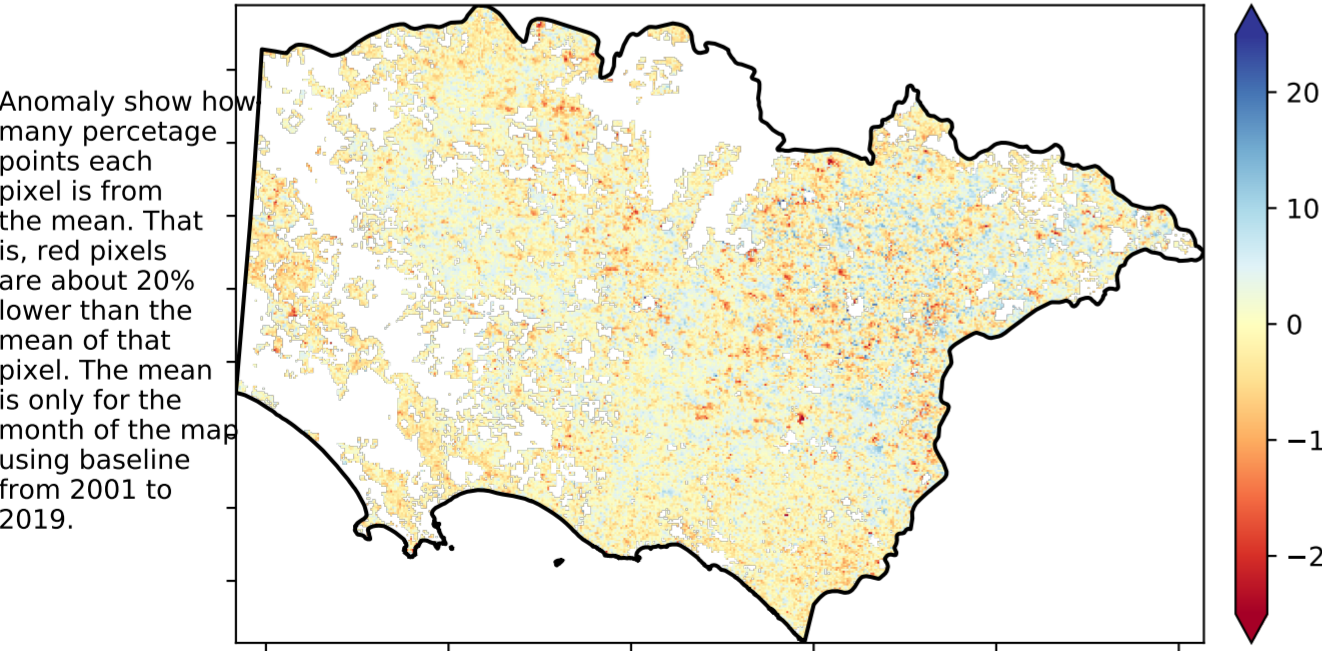 Anomaly show how
many percetage
points each
pixel is from
the mean. That
is, red pixels
are about 20%
lower than the
mean of that
pixel. The mean
is only for the
month of the map
using baseline
from 2001 to
2019.
20
10
0
−1
−2